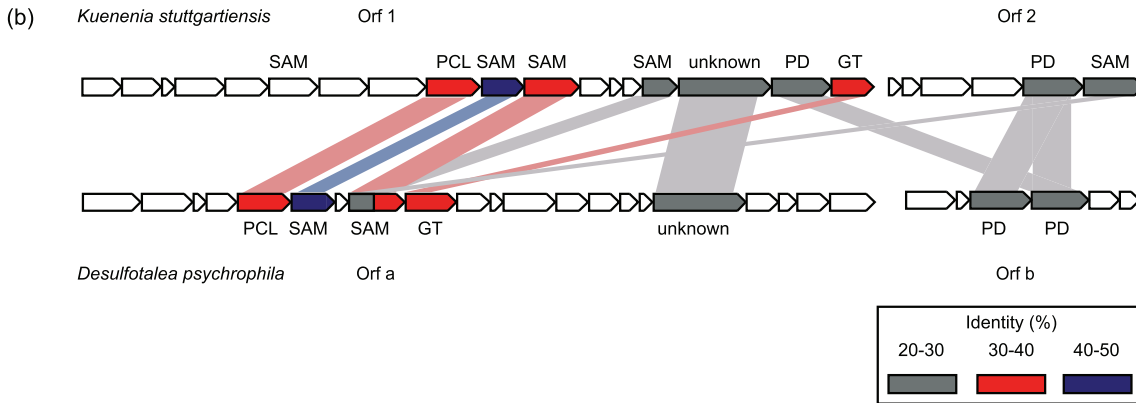 (b)
Kuenenia stuttgartiensis Orf 1 Orf 2
SAM PCL SAM SAM SAM unknown PD GT PD SAM
PCL SAM SAM GT unknown PD PD
Desulfotalea psychrophila Orf a Orf b
Identity (%)
20-30 30-40 40-50